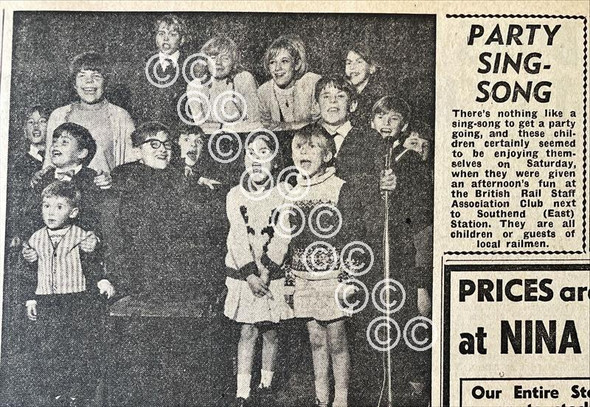 PARTY
SING-
SONG
There's nothing like a
sing-song to get a party
going, and these chil-
dren certainly seemed
to be enjoying them-
selves on Saturday,
when they were given
an afternoon's fun at
the British Rail Staff
Association Club next
to Southend (East)
Station. They are all
children or guests of
local railmen.
PRICES are
at NINA
Our Entire